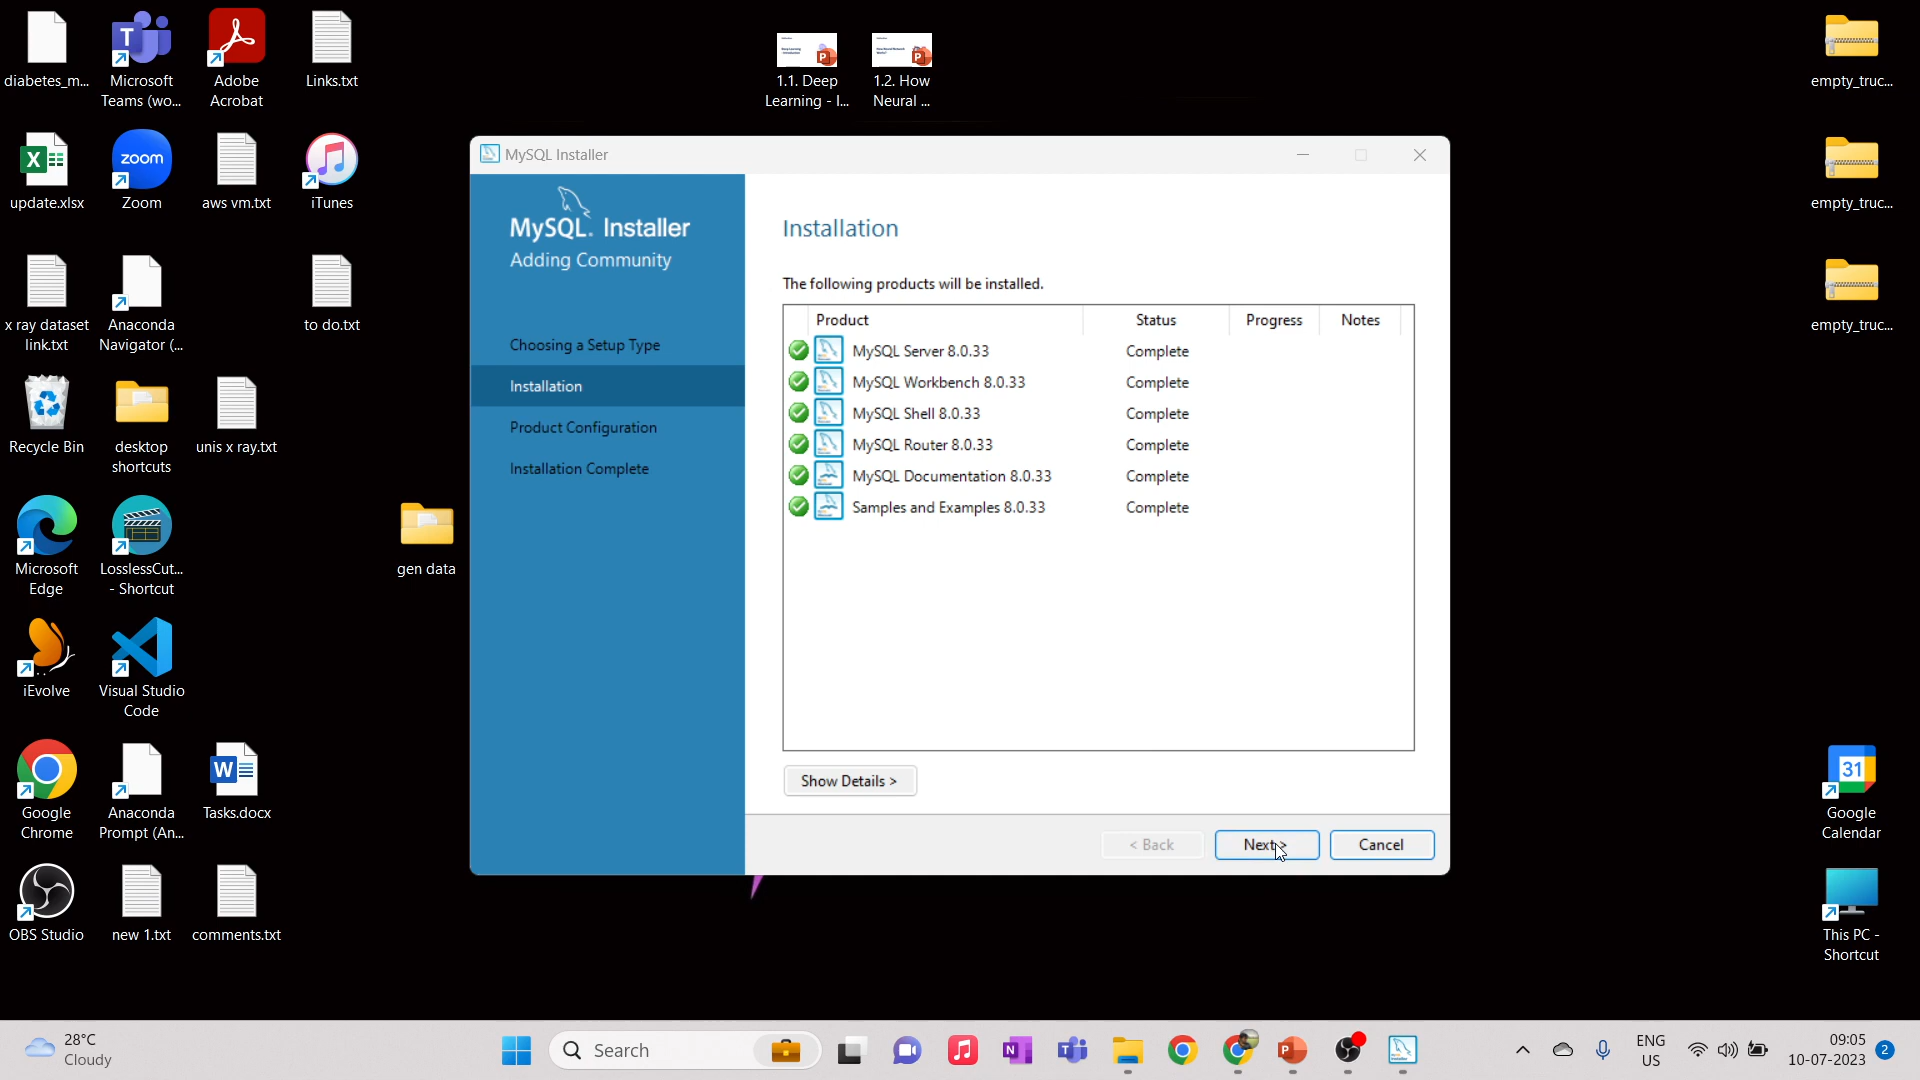 diabetes_m...
Microsoft
Teams (wo...
Adobe
Acrobat
Links.txt
1.1. Deep
Learning - I...
1.2. How
Neural ...
empty_truc...
update.xlsx
zoom
Zoom
aws vm.txt
iTunes
empty_truc...
x ray dataset
link.txt
Anaconda
Navigator (...
to do.txt
empty_truc...
Recycle Bin
desktop
shortcuts
unis x ray.txt
gen data
Microsoft
Edge
LosslessCut...
- Shortcut
iEvolve
Visual Studio
Code
Google
Chrome
Anaconda
Prompt (An...
Tasks.docx
31
Google
Calendar
OBS Studio
new 1.txt
comments.txt
This PC -
Shortcut
MySQL Installer
MySQL. Installer
Adding Community
Choosing a Setup Type
Installation
Product Configuration
Installation Complete
Installation
The following products will be installed.
Product Status Progress Notes
MySQL Server 8.0.33 Complete
MySQL Workbench 8.0.33 Complete
MySQL Shell 8.0.33 Complete
MySQL Router 8.0.33 Complete
MySQL Documentation 8.0.33 Complete
Samples and Examples 8.0.33 Complete
Show Details >
< Back Next > Cancel
28°C
Cloudy
Search
ENG
US
09:05
10-07-2023
2